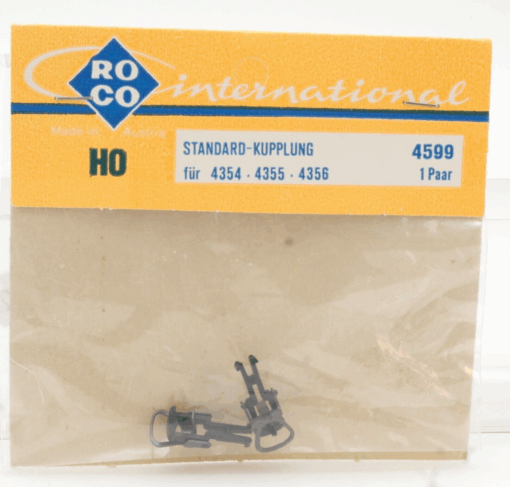 RO
CO
international
Made in Austria
HO
STANDARD-KUPPLUNG
für 4354 · 4355 · 4356
4599
1 Paar